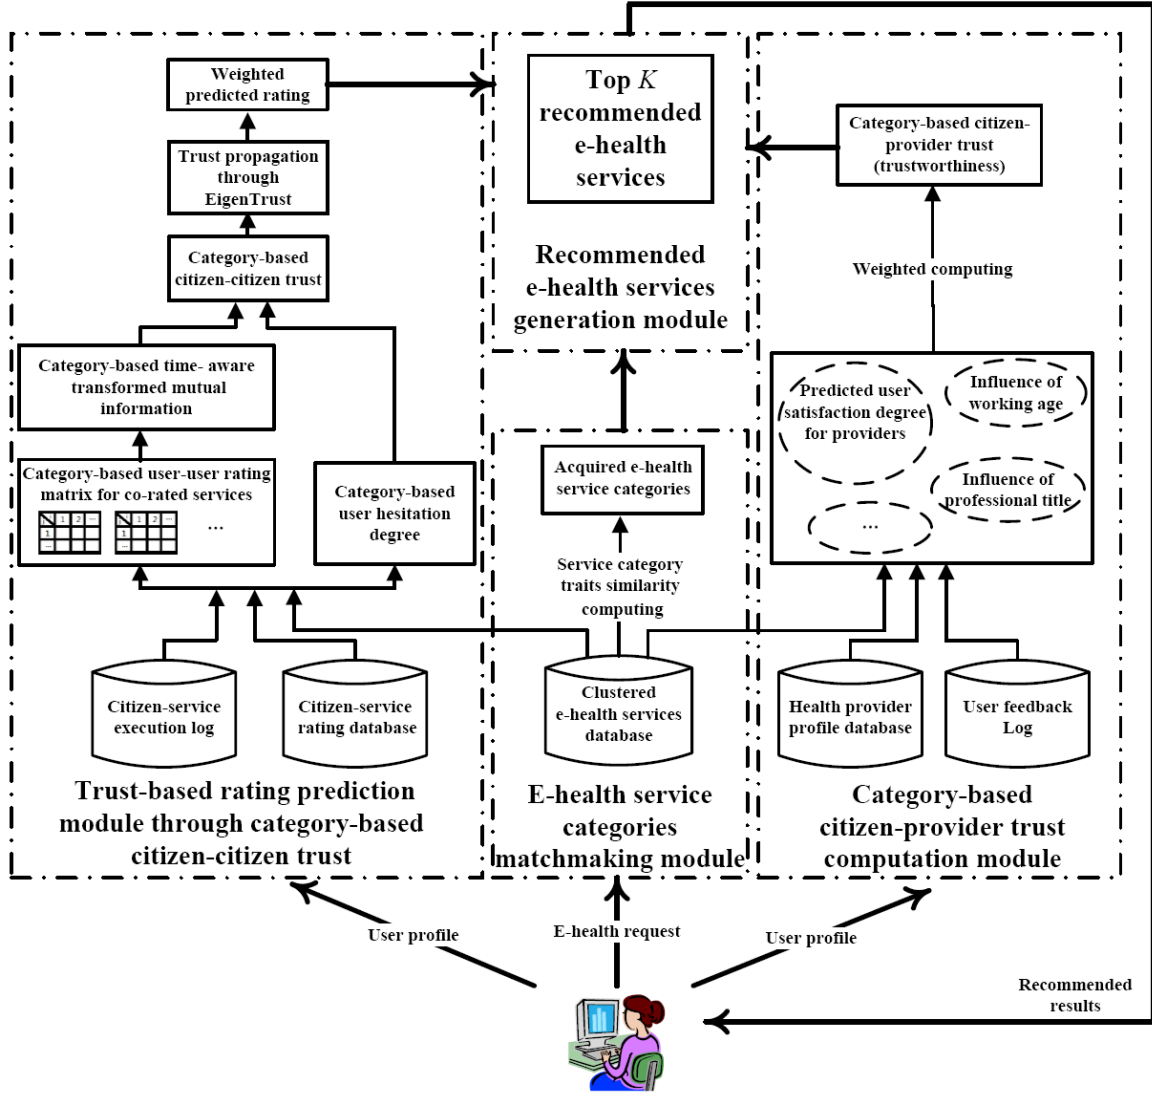 Weighted
predicted rating
Trust propagation
through
EigenTrust
Category-based
citizen-citizen trust
Category-based time- aware
transformed mutual
information
Category-based user-user rating
matrix for co-rated services
1 2 ...
1
...
1 2 ...
1
...
...
Category-based
user hesitation
degree
Citizen-service
execution log
Citizen-service
rating database
Trust-based rating prediction
module through category-based
citizen-citizen trust
Top K
recommended
e-health
services
Recommended
e-health services
generation module
Acquired e-health
service categories
Service category
traits similarity
computing
Clustered
e-health services
database
E-health service
categories
matchmaking module
Category-based citizen-
provider trust
(trustworthiness)
Weighted computing
Predicted user
satisfaction degree
for providers
Influence of
working age
Influence of
professional title
...
Health provider
profile database
User feedback
Log
Category-based
citizen-provider trust
computation module
User profile
E-health request
User profile
Recommended
results